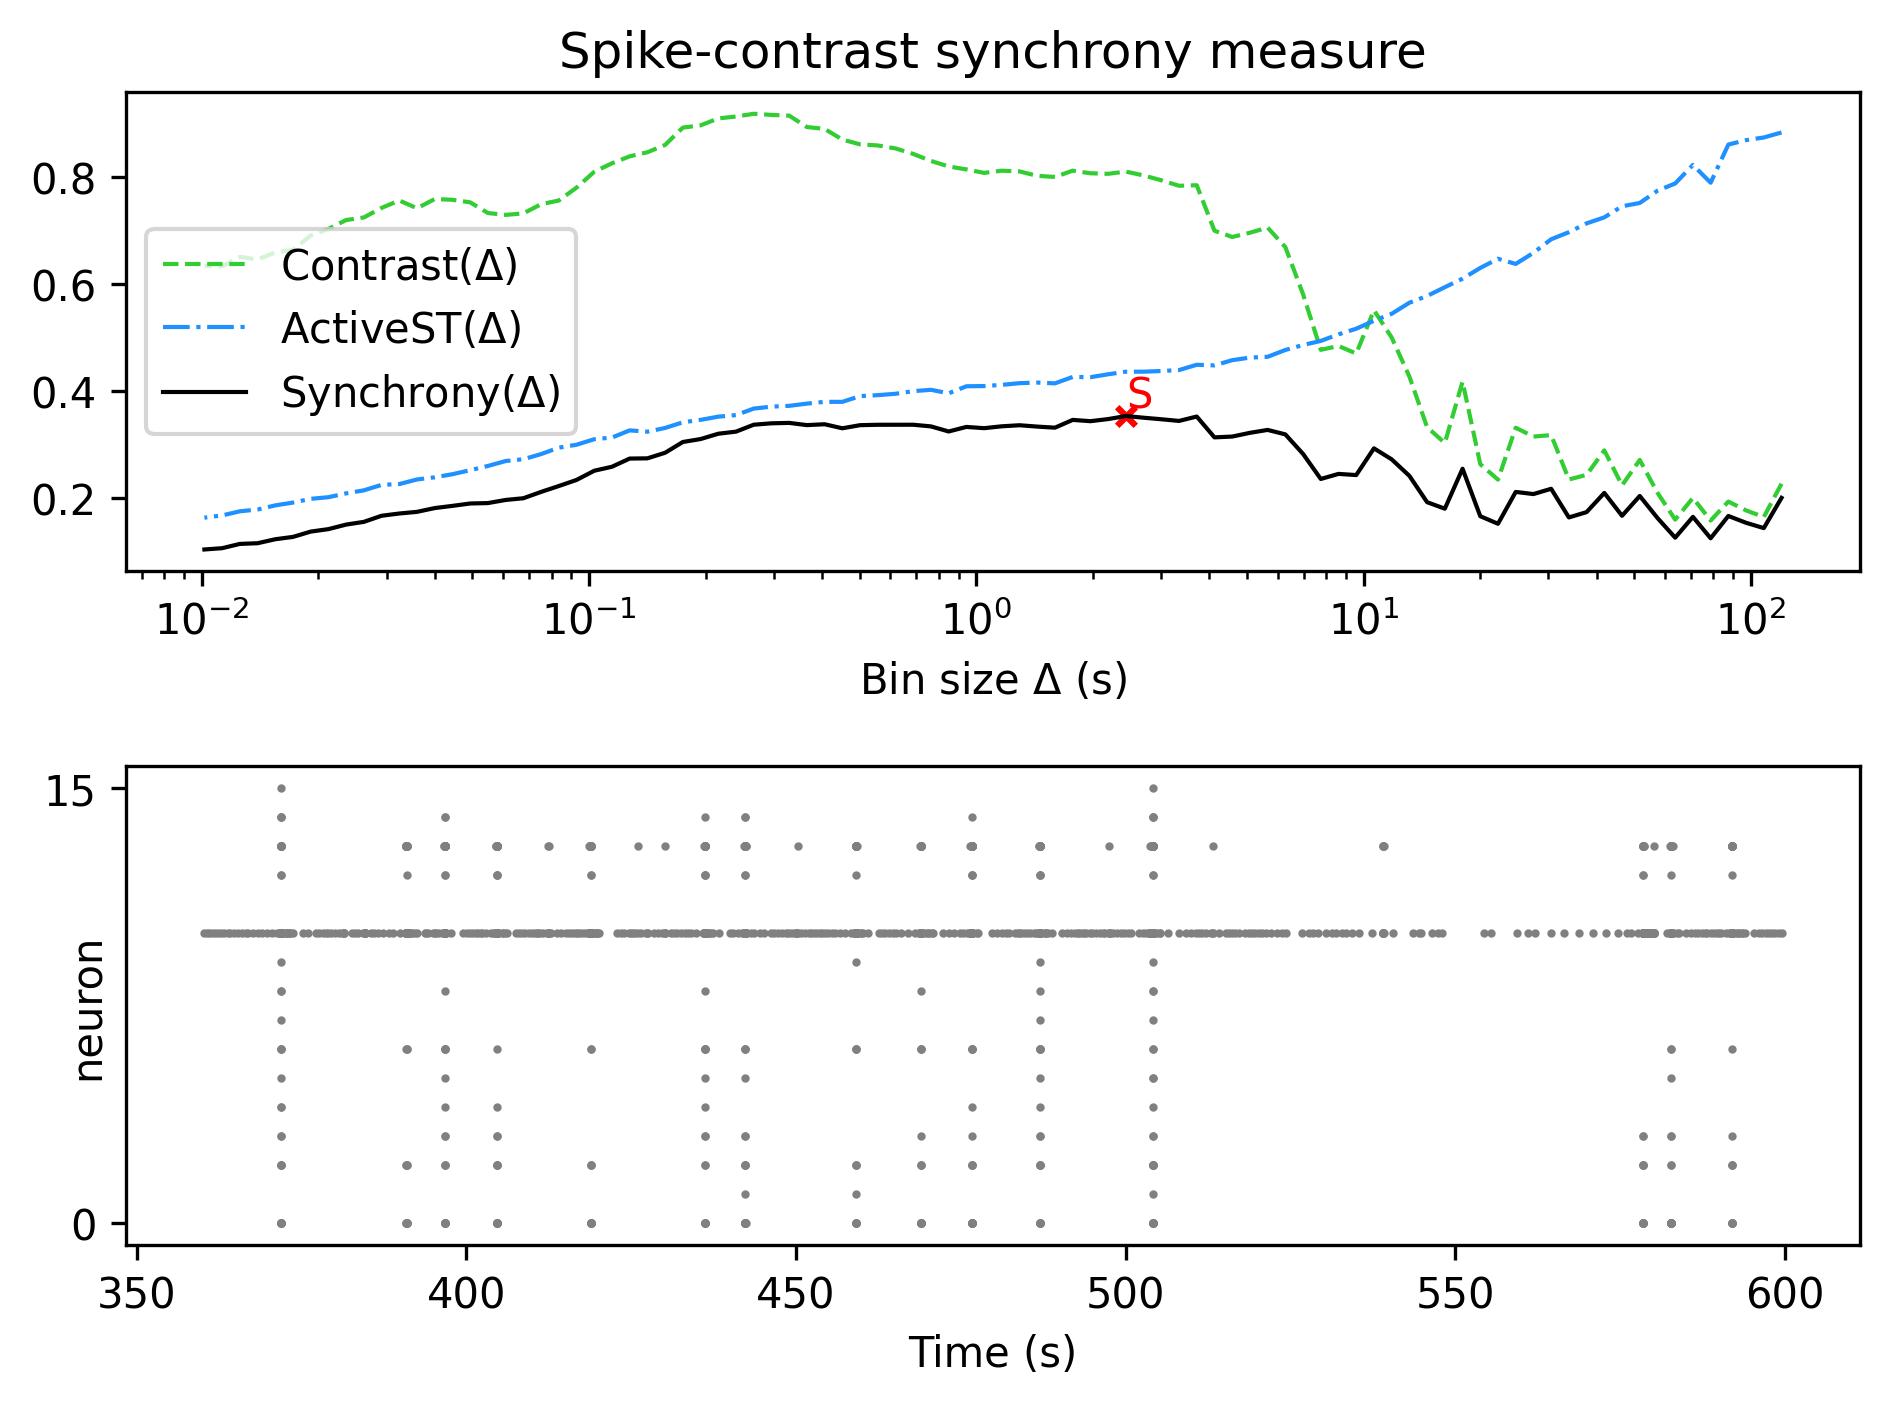 Spike-contrast synchrony measure
0.8
0.6
0.4
0.2
Contrast(Δ)
ActiveST(Δ)
Synchrony(Δ)
S
10⁻² 10⁻¹ 10⁰ 10¹ 10²
Bin size Δ (s)
15
0
neuron
350 400 450 500 550 600
Time (s)